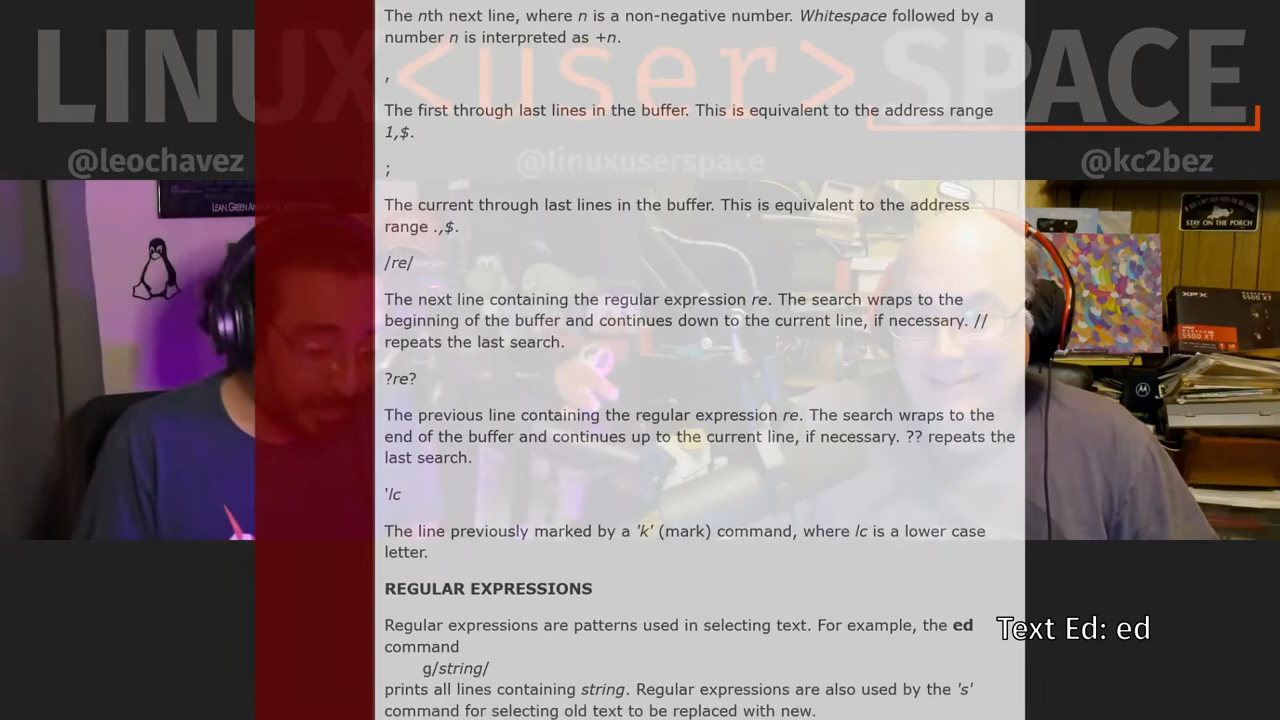 LINUX<user>SPACE
@leochavez
@linuxuserspace
@kc2bez
The nth next line, where n is a non-negative number. Whitespace followed by a
number n is interpreted as +n.
,
The first through last lines in the buffer. This is equivalent to the address range
1,$.
;
The current through last lines in the buffer. This is equivalent to the address
range .,$.
/re/
The next line containing the regular expression re. The search wraps to the
beginning of the buffer and continues down to the current line, if necessary. //
repeats the last search.
?re?
The previous line containing the regular expression re. The search wraps to the
end of the buffer and continues up to the current line, if necessary. ?? repeats the
last search.
'lc
The line previously marked by a 'k' (mark) command, where lc is a lower case
letter.
REGULAR EXPRESSIONS
Regular expressions are patterns used in selecting text. For example, the ed
command
g/string/
prints all lines containing string. Regular expressions are also used by the 's'
command for selecting old text to be replaced with new.
Text Ed: ed
LEAN, GREEN
STAY ON THE PORCH
XFX
5500 XT
5500 XT